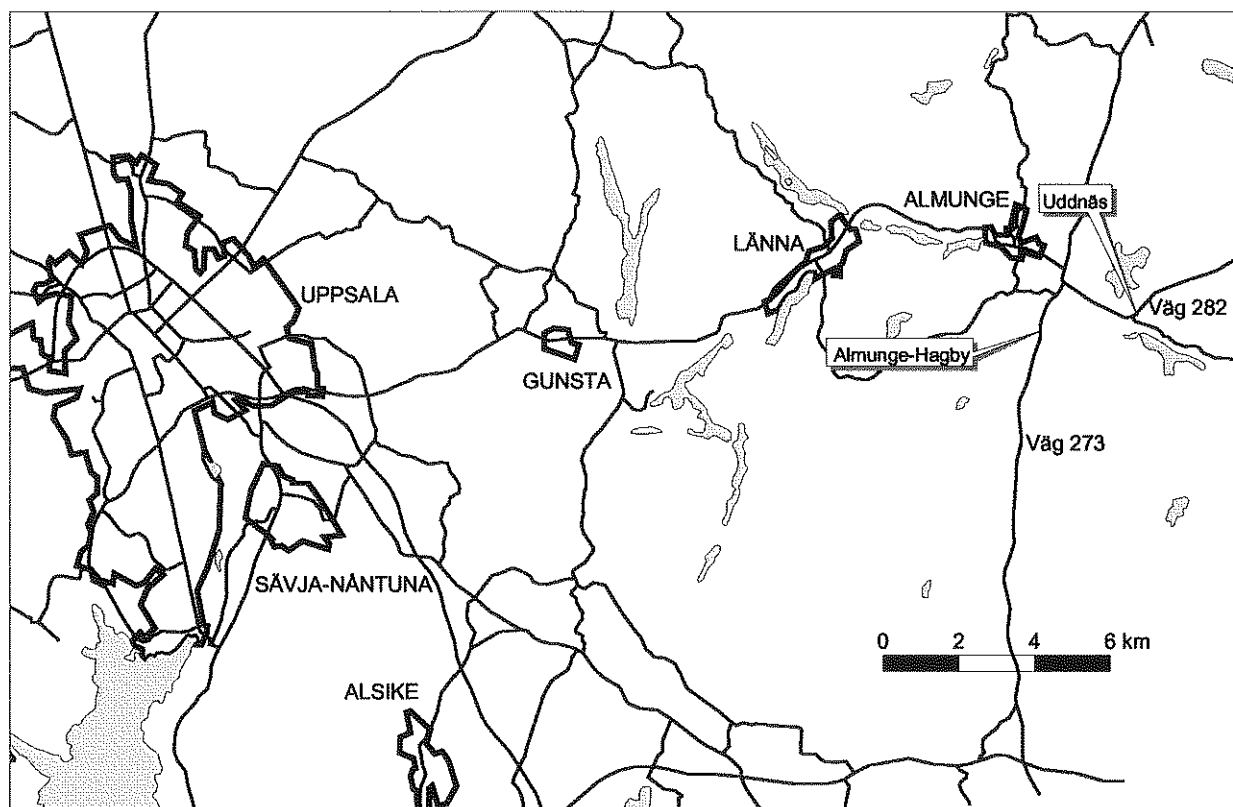 ALMUNGE
Uddnäs
LÄNNA
UPPSALA
Väg 282
Almunge-Hagby
GUNSTA
Väg 273
SÄVJA-NÅNTUNA
0 2 4 6 km
ALSIKE